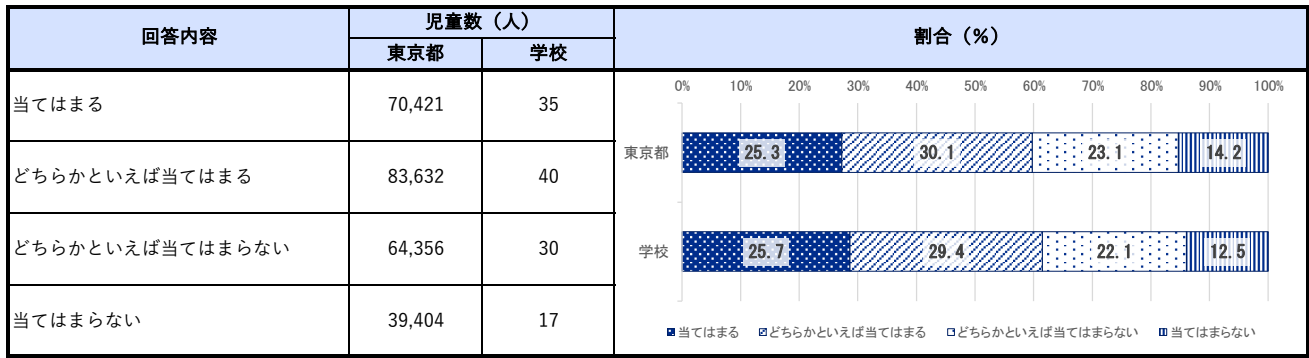 回答内容
児童数（人）
割合（%）
東京都
学校
当てはまる
70,421
35
どちらかといえば当てはまる
83,632
40
どちらかといえば当てはまらない
64,356
30
当てはまらない
39,404
17
0% 10% 20% 30% 40% 50% 60% 70% 80% 90% 100%
東京都 25.3 30.1 23.1 14.2
学校 25.7 29.4 22.1 12.5
当てはまる どちらかといえば当てはまる どちらかといえば当てはまらない 当てはまらない